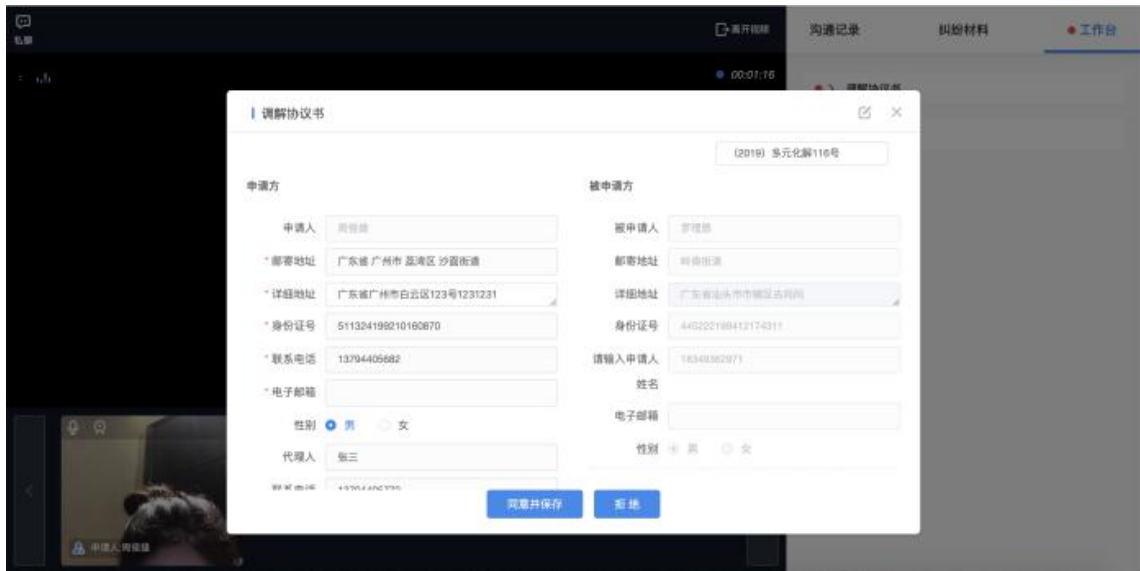 私聊
离开视频
沟通记录
纠纷材料
工作台
00:01:16
调解协议书
(2019) 多元化解116号
申请方
被申请方
申请人
被申请人
*邮寄地址 广东省 广州市 荔湾区 沙面街道
邮寄地址
*详细地址 广东省广州市白云区123号1231231
详细地址
*身份证号 511324199210160870
身份证号 445222199412174311
*联系电话 13794405682
请输入申请人姓名 18349362971
*电子邮箱
电子邮箱
性别 男 女
性别 男 女
代理人 张三
联系电话
同意并保存
拒绝